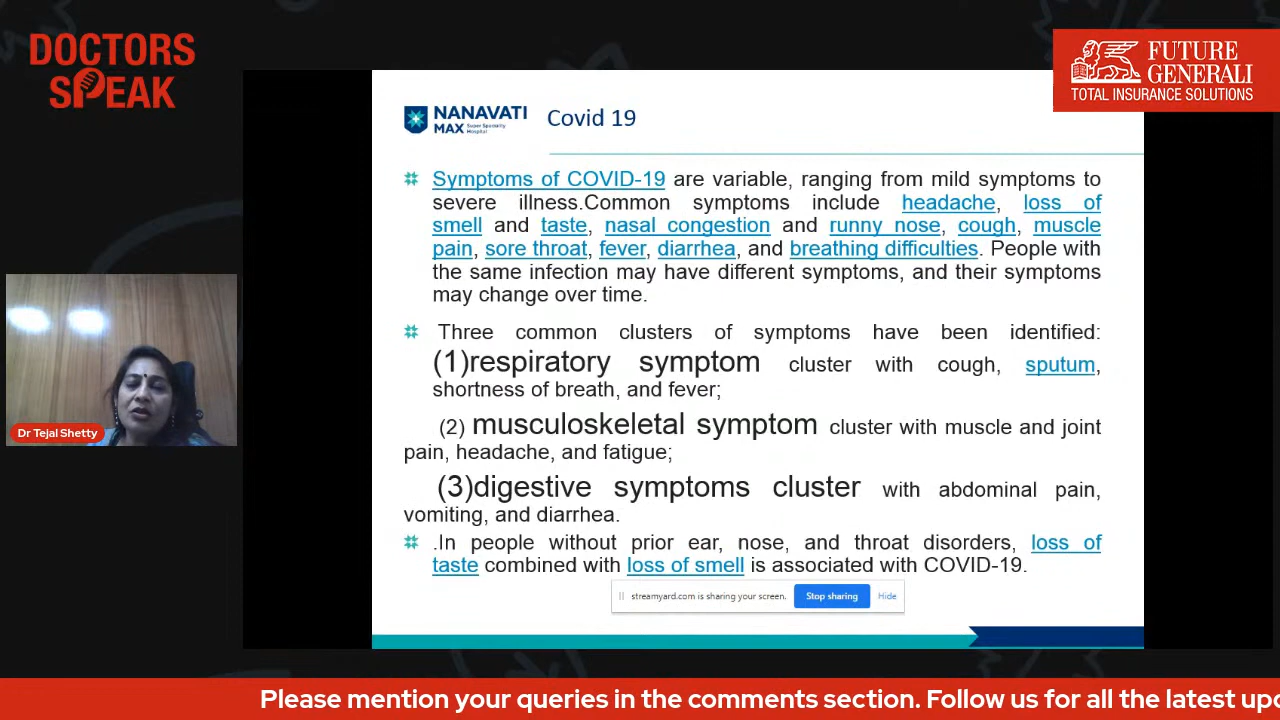 DOCTORS
SPEAK
FUTURE
GENERALI
TOTAL INSURANCE SOLUTIONS
NANAVATI
MAX Super Speciality
Hospital
Covid 19
Symptoms of COVID-19 are variable, ranging from mild symptoms to
severe illness.Common symptoms include headache, loss of
smell and taste, nasal congestion and runny nose, cough, muscle
pain, sore throat, fever, diarrhea, and breathing difficulties. People with
the same infection may have different symptoms, and their symptoms
may change over time.
Three common clusters of symptoms have been identified:
(1)respiratory symptom cluster with cough, sputum,
shortness of breath, and fever;
(2) musculoskeletal symptom cluster with muscle and joint
pain, headache, and fatigue;
(3)digestive symptoms cluster with abdominal pain,
vomiting, and diarrhea.
.In people without prior ear, nose, and throat disorders, loss of
taste combined with loss of smell is associated with COVID-19.
streamyard.com is sharing your screen. Stop sharing Hide
Dr Tejal Shetty
Please mention your queries in the comments section. Follow us for all the latest upd